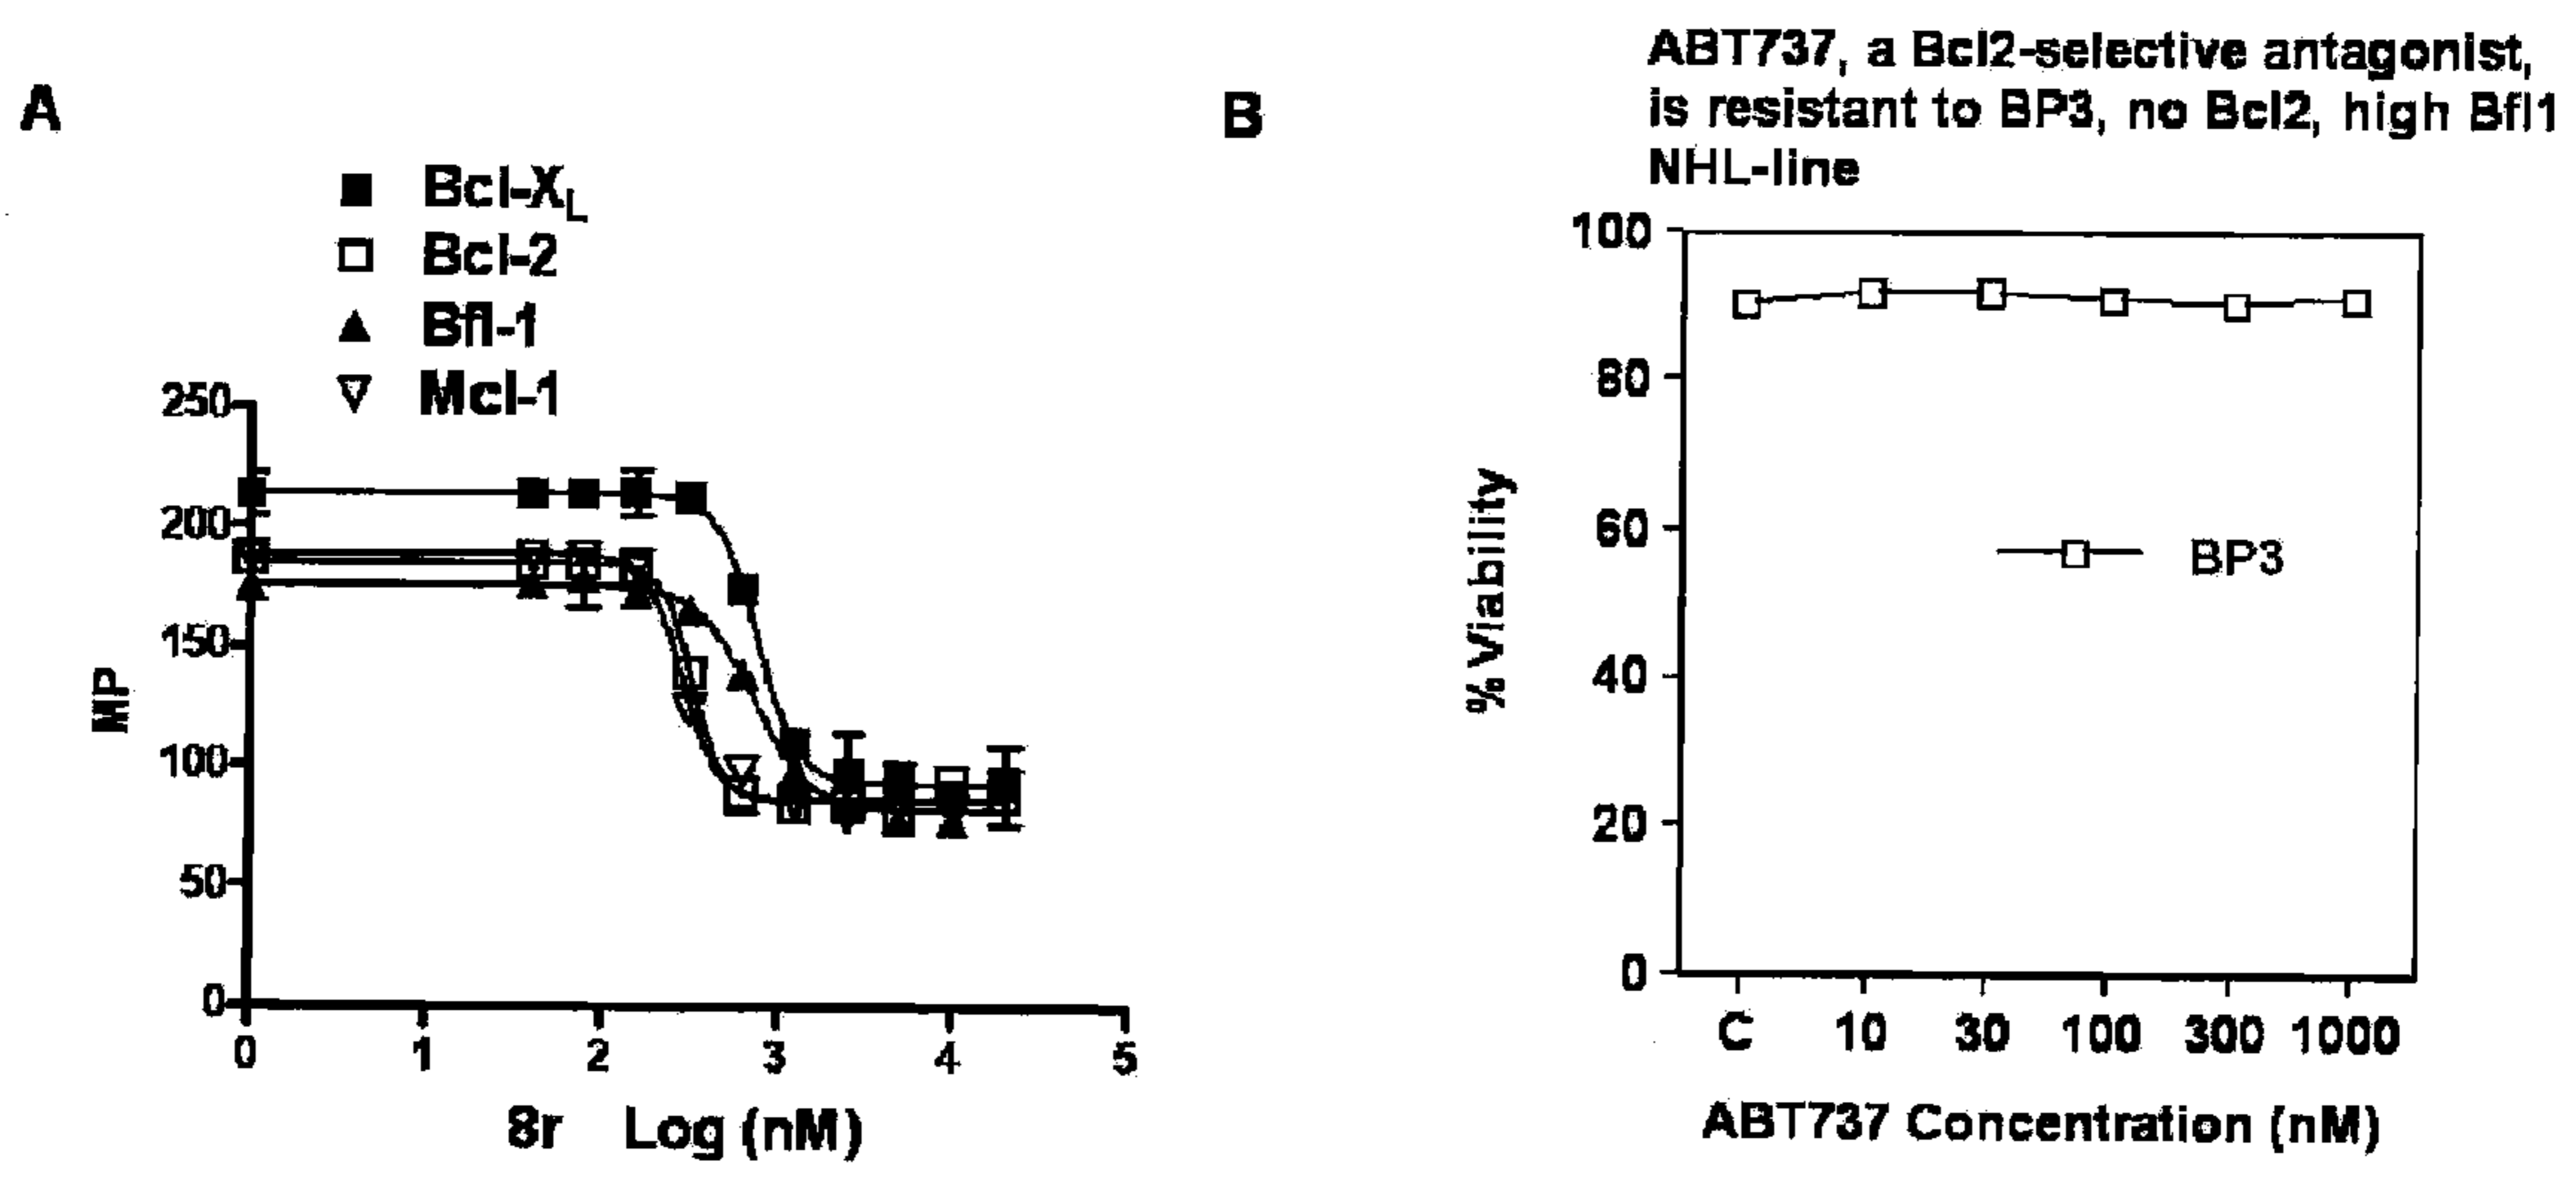 A
Bcl-XL
Bcl-2
Bfl-1
Mcl-1
250
200
150
100
50
0
MP
0 1 2 3 4 5
8r Log (nM)
B
ABT737, a Bcl2-selective antagonist,
is resistant to BP3, no Bcl2, high Bfl1
NHL-line
100
80
60
40
20
0
% Viability
BP3
C 10 30 100 300 1000
ABT737 Concentration (nM)